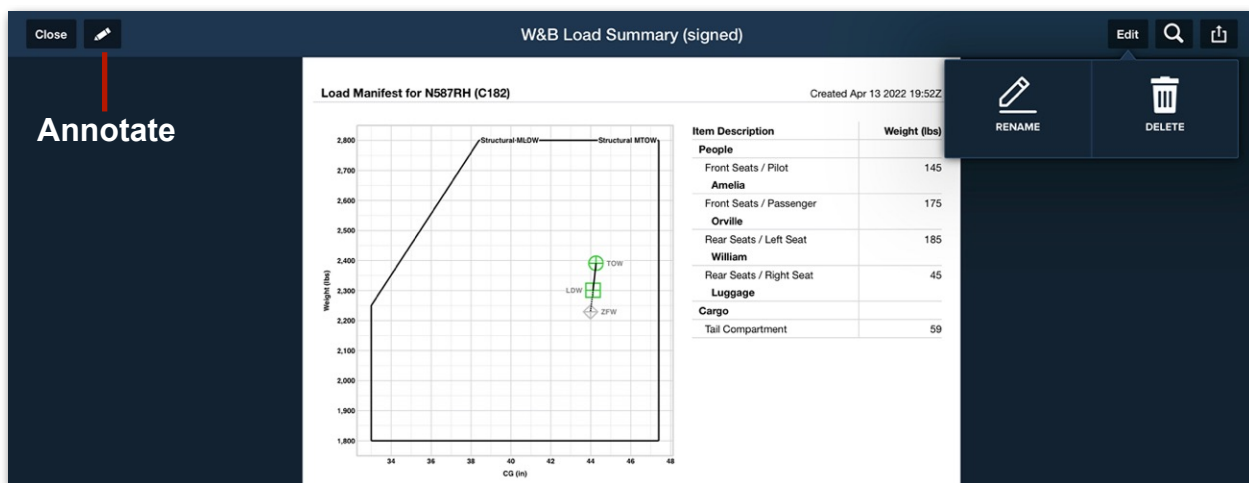 Close
W&B Load Summary (signed)
Edit
Annotate
RENAME
DELETE
Load Manifest for N587RH (C182)
Created Apr 13 2022 19:52Z
Structural MLDW
Structural MTOW
2,800
2,700
2,600
2,500
2,400
2,300
2,200
2,100
2,000
1,900
1,800
Weight (lbs)
TOW
LDW
ZFW
34 36 38 40 42 44 46 48
CG (in)
Item Description Weight (lbs)
People
Front Seats / Pilot 145
Amelia
Front Seats / Passenger 175
Orville
Rear Seats / Left Seat 185
William
Rear Seats / Right Seat 45
Luggage
Cargo
Tail Compartment 59